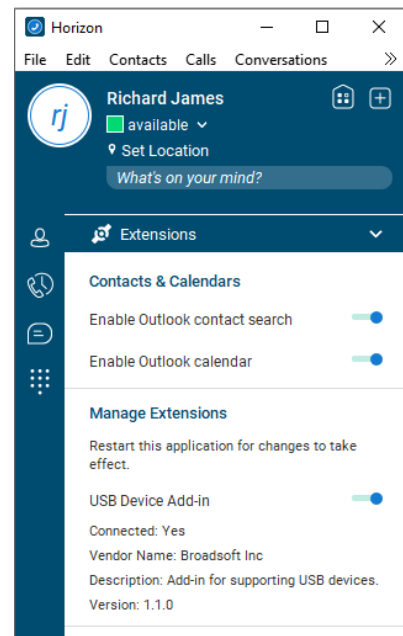 Horizon
File Edit Contacts Calls Conversations
rj
Richard James
available
Set Location
What's on your mind?
Extensions
Contacts & Calendars
Enable Outlook contact search
Enable Outlook calendar
Manage Extensions
Restart this application for changes to take
effect.
USB Device Add-in
Connected: Yes
Vendor Name: Broadsoft Inc
Description: Add-in for supporting USB devices.
Version: 1.1.0